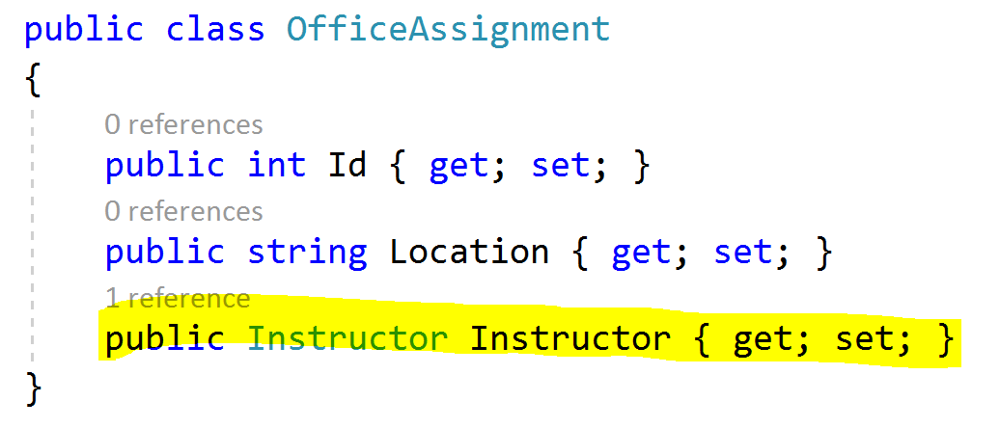 public class OfficeAssignment
{
0 references
public int Id { get; set; }
0 references
public string Location { get; set; }
1 reference
public Instructor Instructor { get; set; }
}